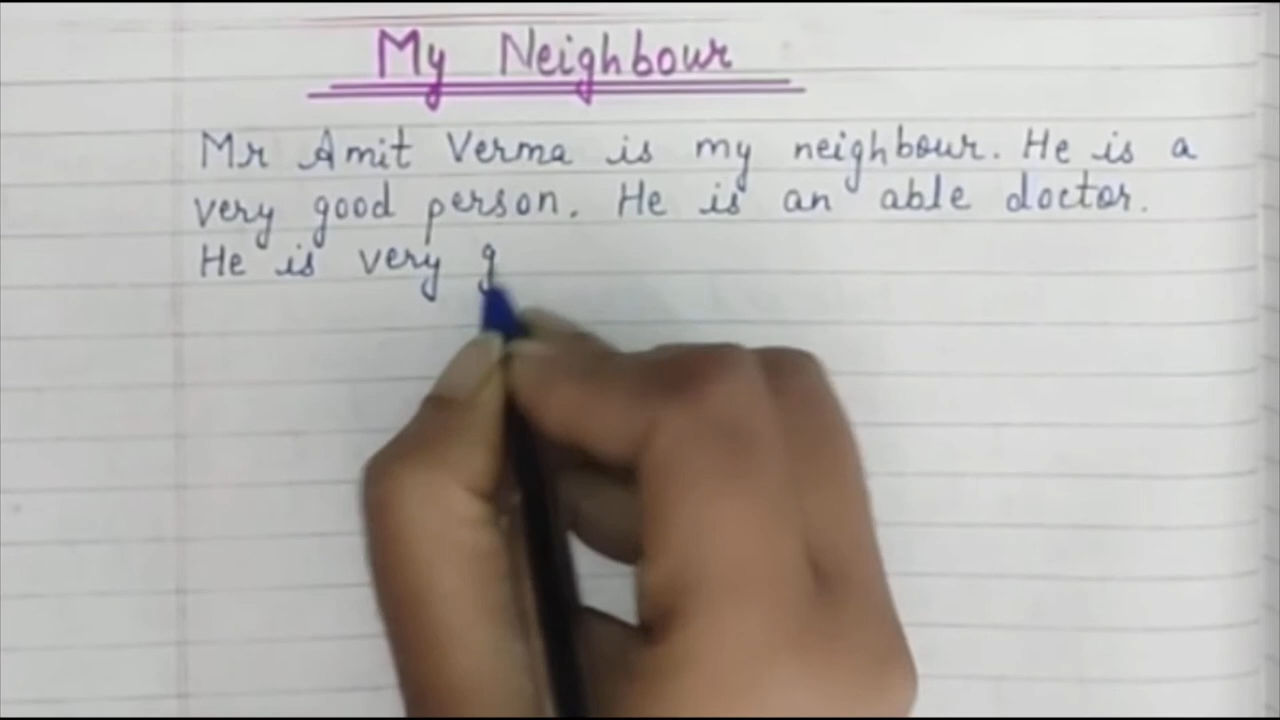 My Neighbour
Mr Amit Verma is my neighbour. He is a
very good person. He is an able doctor.
He is very g